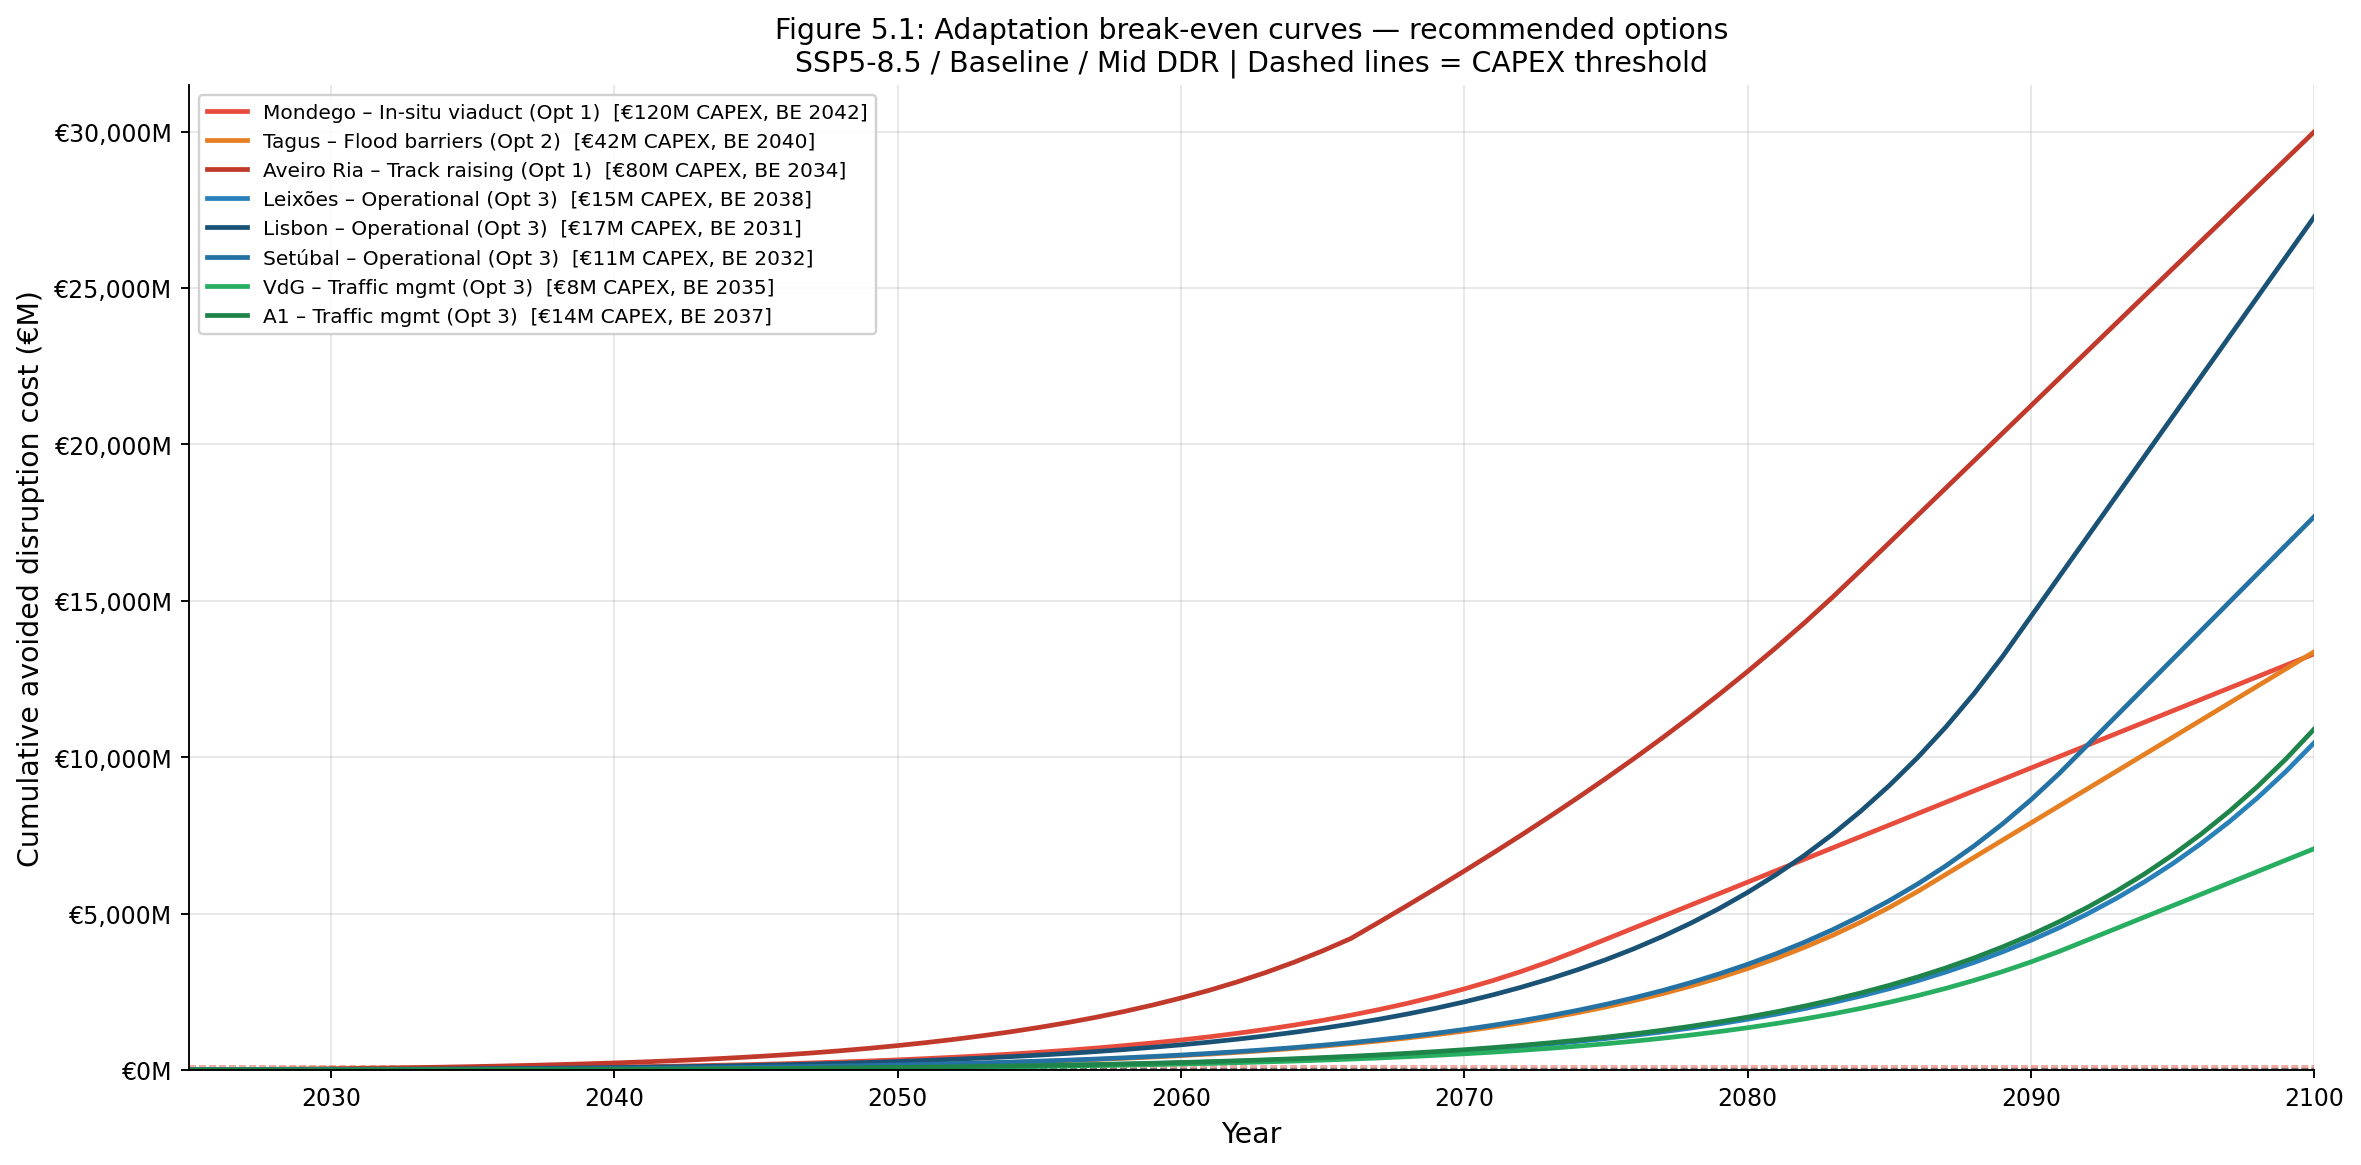 Figure 5.1: Adaptation break-even curves — recommended options
SSP5-8.5 / Baseline / Mid DDR | Dashed lines = CAPEX threshold
Mondego – In-situ viaduct (Opt 1)  [€120M CAPEX, BE 2042]
Tagus – Flood barriers (Opt 2)  [€42M CAPEX, BE 2040]
Aveiro Ria – Track raising (Opt 1)  [€80M CAPEX, BE 2034]
Leixões – Operational (Opt 3)  [€15M CAPEX, BE 2038]
Lisbon – Operational (Opt 3)  [€17M CAPEX, BE 2031]
Setúbal – Operational (Opt 3)  [€11M CAPEX, BE 2032]
VdG – Traffic mgmt (Opt 3)  [€8M CAPEX, BE 2035]
A1 – Traffic mgmt (Opt 3)  [€14M CAPEX, BE 2037]
Cumulative avoided disruption cost (€M)
€30,000M
€25,000M
€20,000M
€15,000M
€10,000M
€5,000M
€0M
2030 2040 2050 2060 2070 2080 2090 2100
Year